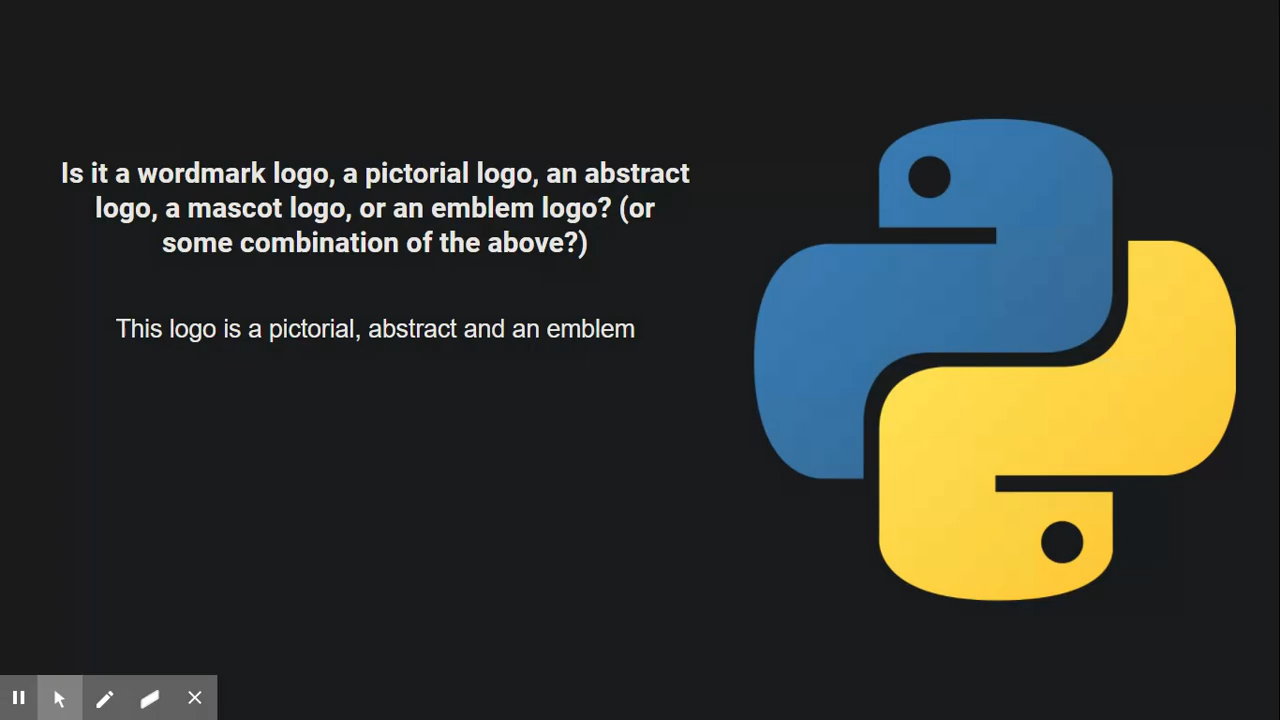 Is it a wordmark logo, a pictorial logo, an abstract
logo, a mascot logo, or an emblem logo? (or
some combination of the above?)
This logo is a pictorial, abstract and an emblem